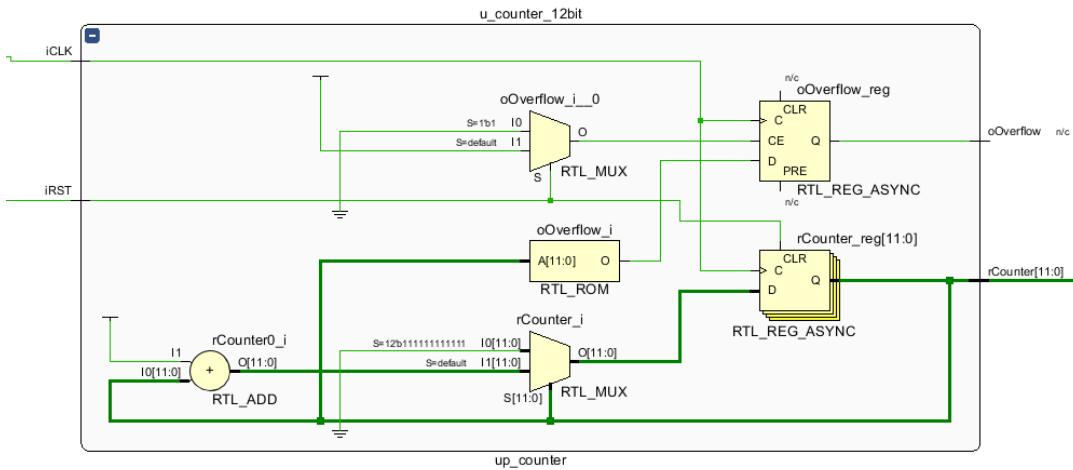 u_counter_12bit
iCLK
n/c
oOverflow_reg
oOverflow_i__0
CLR
S=1'b1 I0
C
oOverflow n/c
S=default I1 O
CE Q
D
S
RTL_MUX
PRE
iRST
RTL_REG_ASYNC
n/c
oOverflow_i
rCounter_reg[11:0]
A[11:0] O
CLR
C
Q
rCounter[11:0]
RTL_ROM
D
rCounter_i
RTL_REG_ASYNC
rCounter0_i
S=12'b111111111111 I0[11:0]
I1
O[11:0]
O[11:0]
S=default I1[11:0]
I0[11:0]
+
RTL_MUX
S[11:0]
RTL_ADD
up_counter